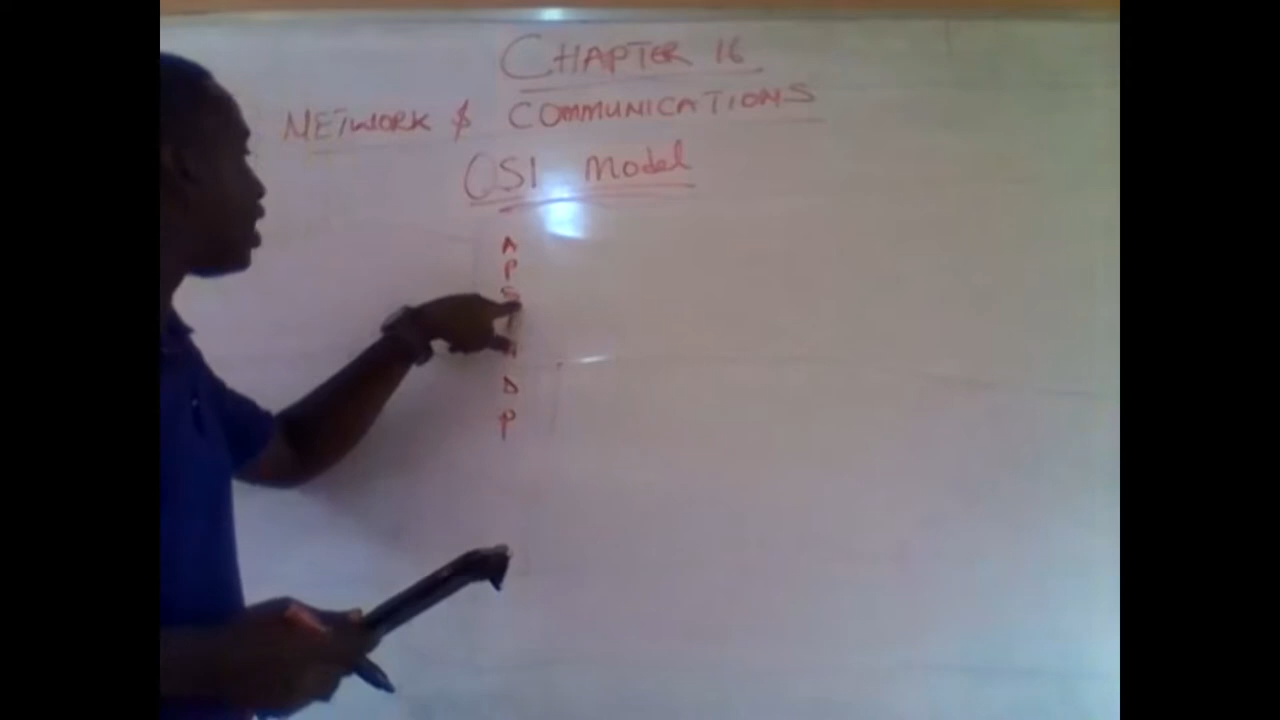 CHAPTER 16
NETWORK & COMMUNICATIONS
OSI Model
A
P
S
D
P